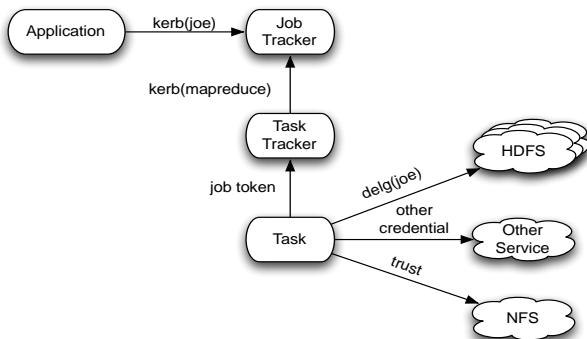 Application
kerb(joe)
Job
Tracker
kerb(mapreduce)
Task
Tracker
HDFS
job token
delg(joe)
other
credential
Task
Other
Service
trust
NFS